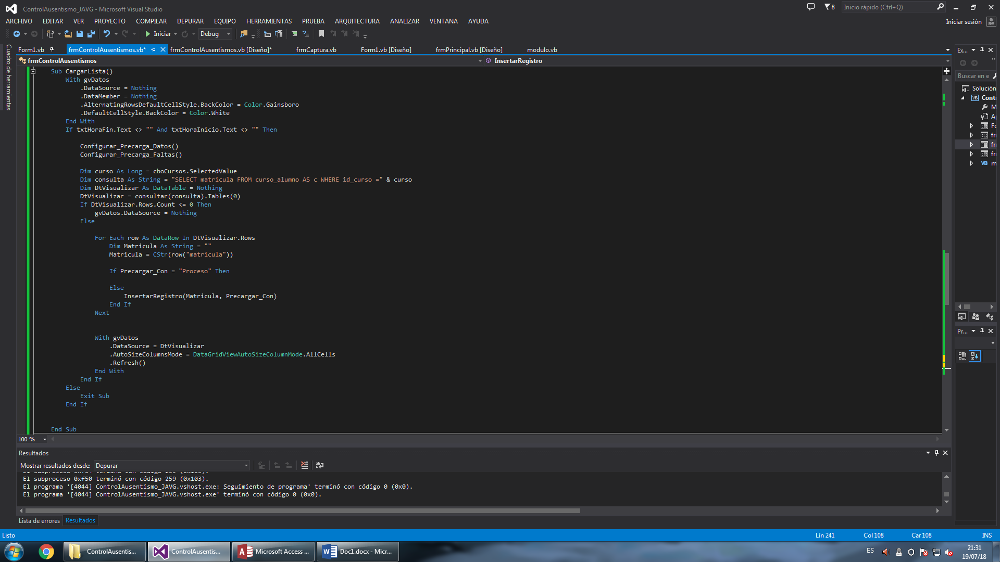 ControlAusentismo_JAVG - Microsoft Visual Studio
8
Inicio rápido (Ctrl+Q)
ARCHIVO EDITAR VER PROYECTO COMPILAR DEPURAR EQUIPO HERRAMIENTAS PRUEBA ARQUITECTURA ANALIZAR VENTANA AYUDA
Iniciar sesión
Iniciar
Debug
Cuadro de herramientas
Form1.vb frmControlAusentismos.vb* frmControlAusentismos.vb [Diseño]* frmCaptura.vb Form1.vb [Diseño] frmPrincipal.vb [Diseño] modulo.vb
frmControlAusentismos
InsertarRegistro
Sub CargarLista()
With gvDatos
.DataSource = Nothing
.DataMember = Nothing
.AlternatingRowsDefaultCellStyle.BackColor = Color.Gainsboro
.DefaultCellStyle.BackColor = Color.White
End With
If txtHoraFin.Text <> "" And txtHoraInicio.Text <> "" Then
Configurar_Precarga_Datos()
Configurar_Precarga_Faltas()
Dim curso As Long = cboCursos.SelectedValue
Dim consulta As String = "SELECT matricula FROM curso_alumno AS c WHERE id_curso =" & curso
Dim DtVisualizar As DataTable = Nothing
DtVisualizar = consultar(consulta).Tables(0)
If DtVisualizar.Rows.Count <= 0 Then
gvDatos.DataSource = Nothing
Else
For Each row As DataRow In DtVisualizar.Rows
Dim Matricula As String = ""
Matricula = CStr(row("matricula"))
If Precargar_Con = "Proceso" Then
Else
InsertarRegistro(Matricula, Precargar_Con)
End If
Next
With gvDatos
.DataSource = DtVisualizar
.AutoSizeColumnsMode = DataGridViewAutoSizeColumnMode.AllCells
.Refresh()
End With
End If
Else
Exit Sub
End If
End Sub
100 %
Ex...
Buscar en e
Solución
Cont
M
Ap
Fo
frı
frı
frı
m
Pr...
Resultados
Mostrar resultados desde: Depurar
El subproceso 0xf50 terminó con código 259 (0x103).
El programa '[4044] ControlAusentismo_JAVG.vshost.exe: Seguimiento de programa' terminó con código 0 (0x0).
El programa '[4044] ControlAusentismo_JAVG.vshost.exe' terminó con código 0 (0x0).
Lista de errores Resultados
Listo
Lín 241 Col 108 Car 108 INS
ControlAusentis...
ControlAusentis...
Microsoft Access ...
Doc1.docx - Micr...
ES
21:31
19/07/18